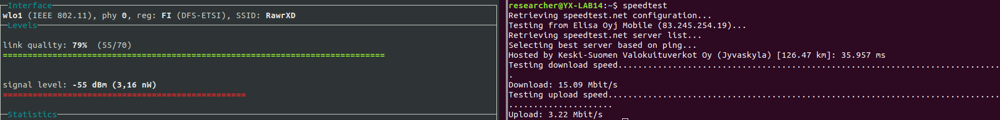 Interface
wlo1 (IEEE 802.11), phy 0, reg: FI (DFS-ETSI), SSID: RawrXD
Levels
link quality: 79%  (55/70)
================================================================================
signal level: -55 dBm (3,16 nW)
=================================================
Statistics
researcher@YX-LAB14:~$ speedtest
Retrieving speedtest.net configuration...
Testing from Elisa Oyj Mobile (83.245.254.19)...
Retrieving speedtest.net server list...
Selecting best server based on ping...
Hosted by Keski-Suomen Valokuituverkot Oy (Jyvaskyla) [126.47 km]: 35.957 ms
Testing download speed.............................................................................
.
Download: 15.09 Mbit/s
Testing upload speed...............................................................................
.....................
Upload: 3.22 Mbit/s